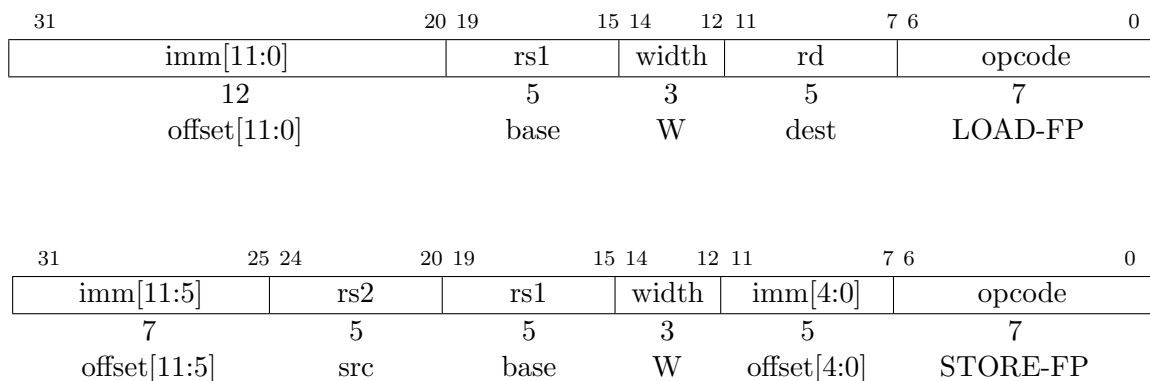 31 20 19 15 14 12 11 7 6 0
imm[11:0] rs1 width rd opcode
12 5 3 5 7
offset[11:0] base W dest LOAD-FP
31 25 24 20 19 15 14 12 11 7 6 0
imm[11:5] rs2 rs1 width imm[4:0] opcode
7 5 5 3 5 7
offset[11:5] src base W offset[4:0] STORE-FP